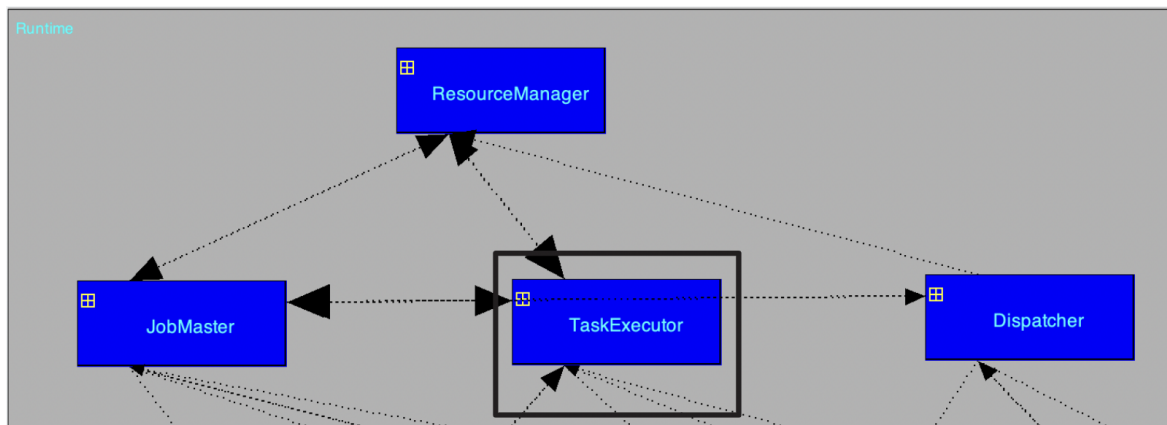 Runtime
ResourceManager
JobMaster
TaskExecutor
Dispatcher